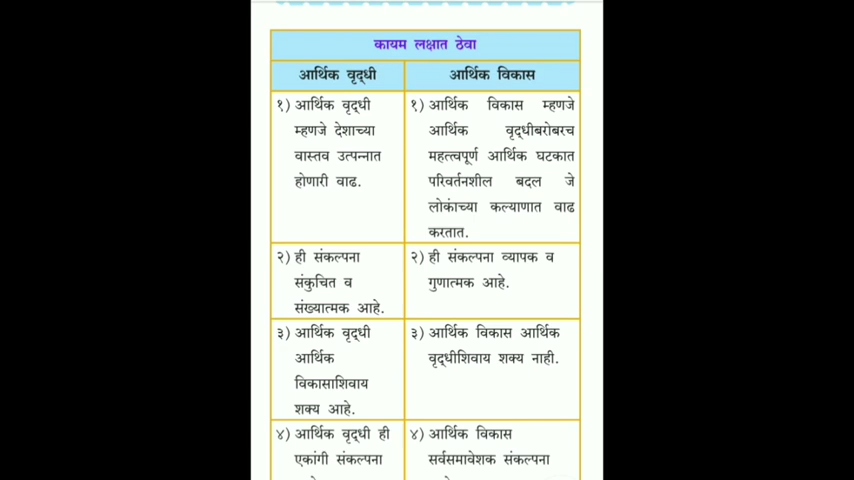 कायम लक्षात ठेवा
आर्थिक वृद्धी
आर्थिक विकास
१) आर्थिक वृद्धी
म्हणजे देशाच्या
वास्तव उत्पन्नात
होणारी वाढ.
१) आर्थिक विकास म्हणजे
आर्थिक वृद्धीबरोबरच
महत्त्वपूर्ण आर्थिक घटकात
परिवर्तनशील बदल जे
लोकांच्या कल्याणात वाढ
करतात.
२) ही संकल्पना
संकुचित व
संख्यात्मक आहे.
२) ही संकल्पना व्यापक व
गुणात्मक आहे.
३) आर्थिक वृद्धी
आर्थिक
विकासाशिवाय
शक्य आहे.
३) आर्थिक विकास आर्थिक
वृद्धीशिवाय शक्य नाही.
४) आर्थिक वृद्धी ही
एकांगी संकल्पना
४) आर्थिक विकास
सर्वसमावेशक संकल्पना